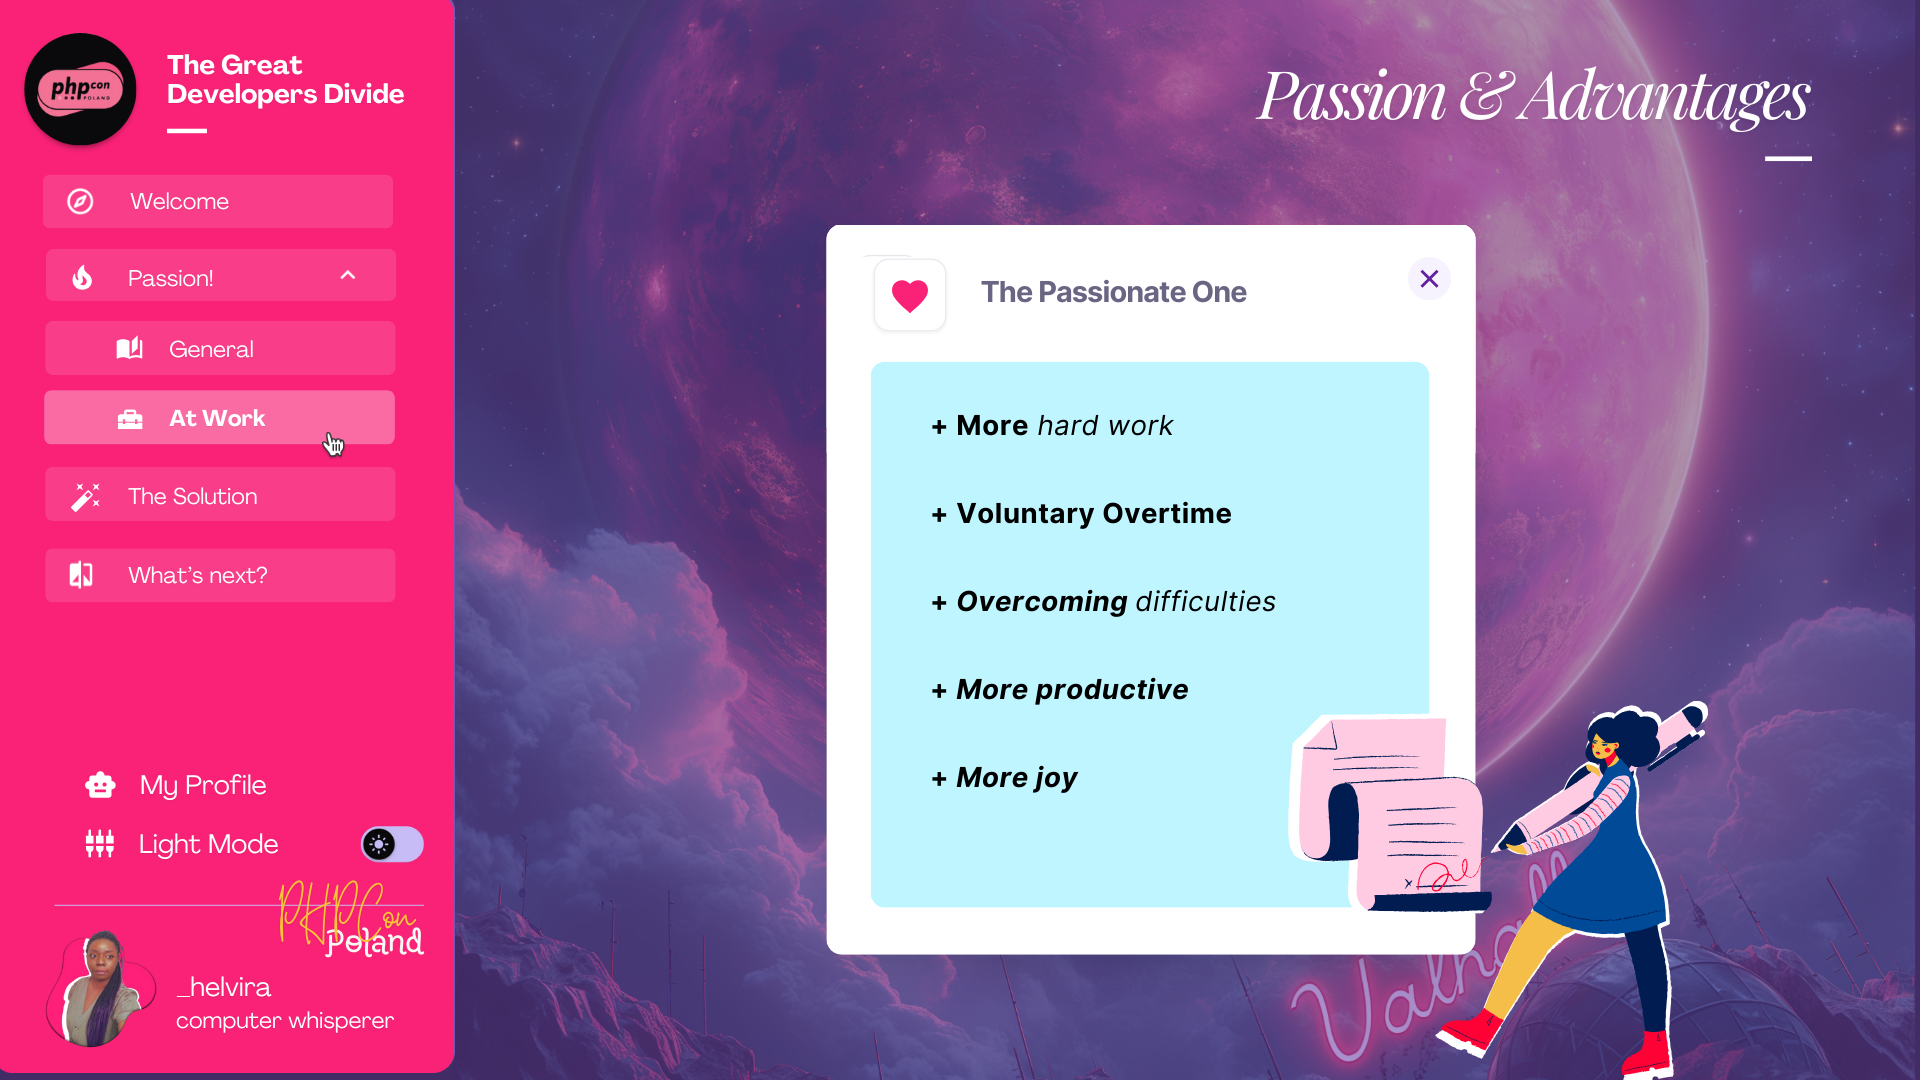 phpcon
POLAND
The Great
Developers Divide
Welcome
Passion!
General
At Work
The Solution
What's next?
My Profile
Light Mode
PHPCon
Poland
_helvira
computer whisperer
Passion & Advantages
The Passionate One
+ More hard work
+ Voluntary Overtime
+ Overcoming difficulties
+ More productive
+ More joy
x